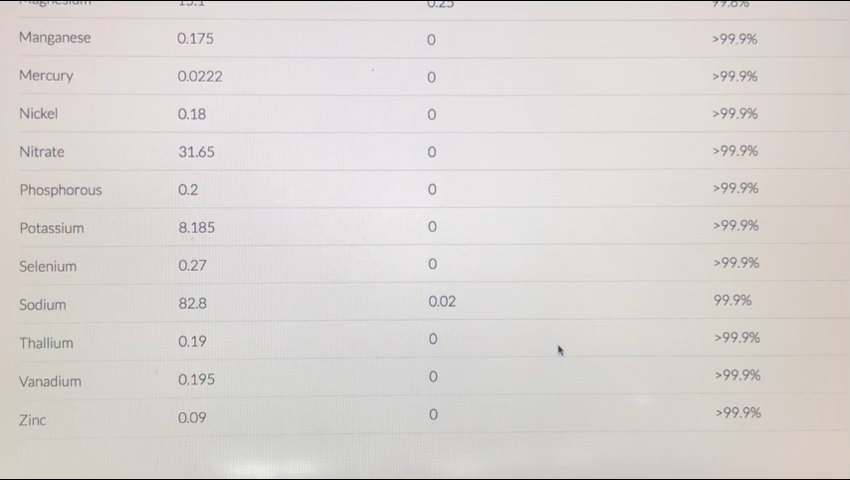 Magnesium 15.1 0.25 99.8%
Manganese 0.175 0 >99.9%
Mercury 0.0222 0 >99.9%
Nickel 0.18 0 >99.9%
Nitrate 31.65 0 >99.9%
Phosphorous 0.2 0 >99.9%
Potassium 8.185 0 >99.9%
Selenium 0.27 0 >99.9%
Sodium 82.8 0.02 99.9%
Thallium 0.19 0 >99.9%
Vanadium 0.195 0 >99.9%
Zinc 0.09 0 >99.9%